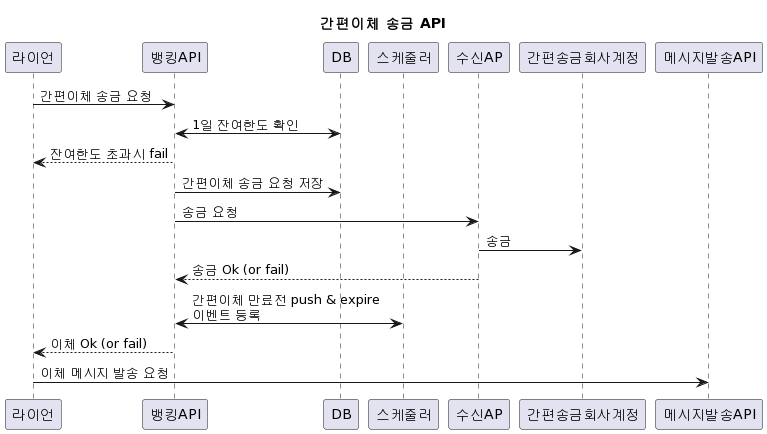 간편이체 송금 API
라이언 뱅킹API DB 스케줄러 수신AP 간편송금회사계정 메시지발송API
간편이체 송금 요청
1일 잔여한도 확인
잔여한도 초과시 fail
간편이체 송금 요청 저장
송금 요청
송금
송금 Ok (or fail)
간편이체 만료전 push & expire
이벤트 등록
이체 Ok (or fail)
이체 메시지 발송 요청
라이언 뱅킹API DB 스케줄러 수신AP 간편송금회사계정 메시지발송API